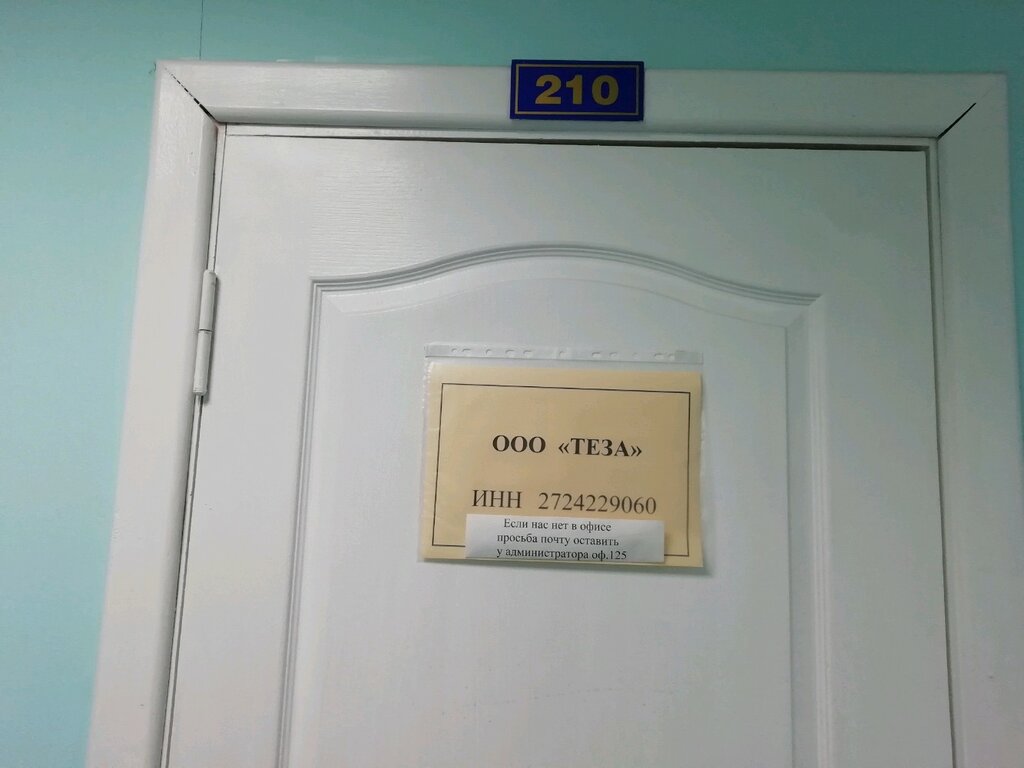 210
ООО «ТЕЗА»
ИНН 2724229060
Если нас нет в офисе
просьба почту оставить
у администратора оф.125